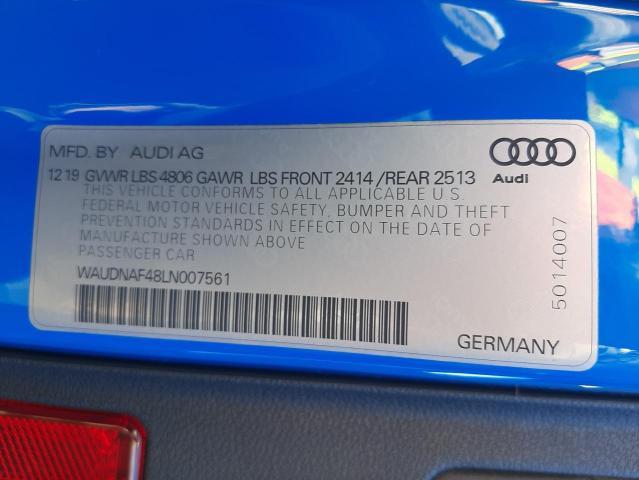 MFD. BY AUDI AG
12 19 GVWR LBS 4806 GAWR LBS FRONT 2414 /REAR 2513
Audi
THIS VEHICLE CONFORMS TO ALL APPLICABLE U.S.
FEDERAL MOTOR VEHICLE SAFETY, BUMPER AND THEFT
PREVENTION STANDARDS IN EFFECT ON THE DATE OF
MANUFACTURE SHOWN ABOVE
PASSENGER CAR
WAUDNAF48LN007561
5014007
GERMANY